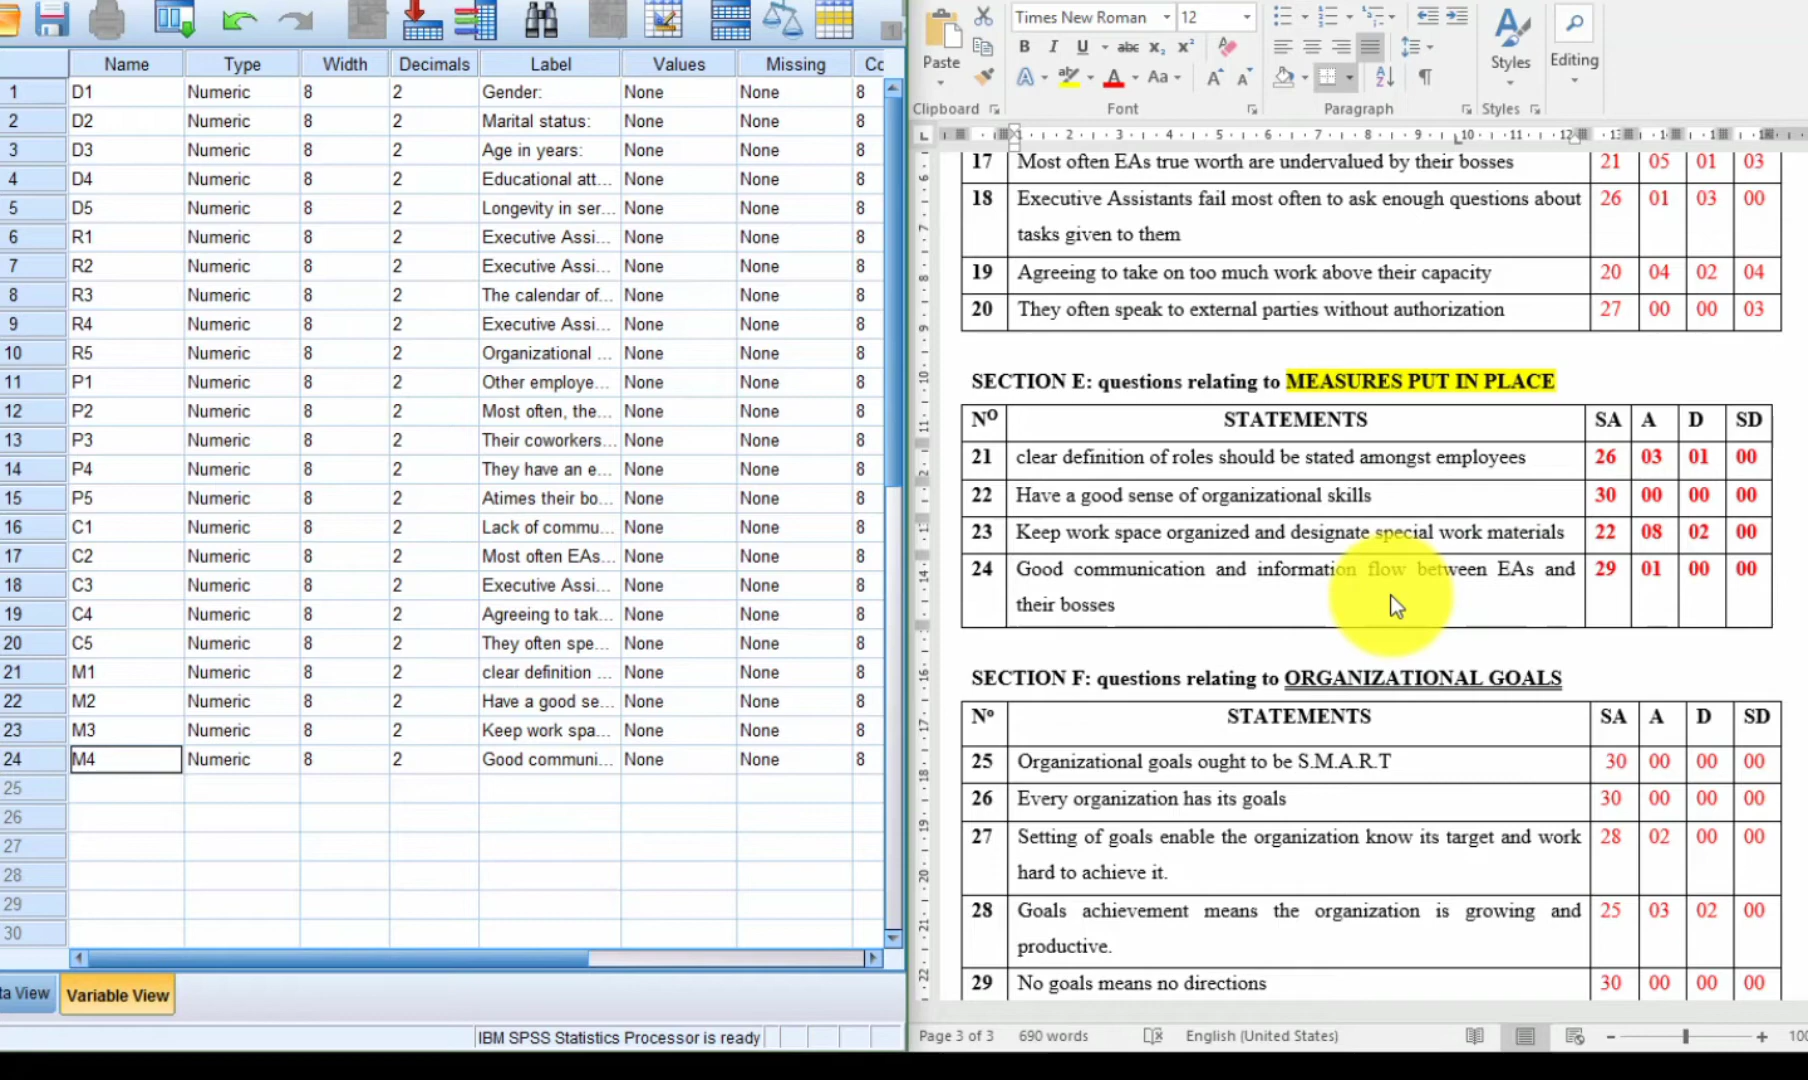 Name Type Width Decimals Label Values Missing Co
1 D1 Numeric 8 2 Gender: None None 8
2 D2 Numeric 8 2 Marital status: None None 8
3 D3 Numeric 8 2 Age in years: None None 8
4 D4 Numeric 8 2 Educational att... None None 8
5 D5 Numeric 8 2 Longevity in ser... None None 8
6 R1 Numeric 8 2 Executive Assi... None None 8
7 R2 Numeric 8 2 Executive Assi... None None 8
8 R3 Numeric 8 2 The calendar of... None None 8
9 R4 Numeric 8 2 Executive Assi... None None 8
10 R5 Numeric 8 2 Organizational ... None None 8
11 P1 Numeric 8 2 Other employe... None None 8
12 P2 Numeric 8 2 Most often, the... None None 8
13 P3 Numeric 8 2 Their coworkers... None None 8
14 P4 Numeric 8 2 They have an e... None None 8
15 P5 Numeric 8 2 Atimes their bo... None None 8
16 C1 Numeric 8 2 Lack of commu... None None 8
17 C2 Numeric 8 2 Most often EAs... None None 8
18 C3 Numeric 8 2 Executive Assi... None None 8
19 C4 Numeric 8 2 Agreeing to tak... None None 8
20 C5 Numeric 8 2 They often spe... None None 8
21 M1 Numeric 8 2 clear definition ... None None 8
22 M2 Numeric 8 2 Have a good se... None None 8
23 M3 Numeric 8 2 Keep work spa... None None 8
24 M4 Numeric 8 2 Good communi... None None 8
25
26
27
28
29
30
ta View Variable View
IBM SPSS Statistics Processor is ready
Times New Roman 12
Paste B I U abc x₂ x² Styles Editing
A A Aa A A
Clipboard Font Paragraph Styles
17 Most often EAs true worth are undervalued by their bosses 21 05 01 03
18 Executive Assistants fail most often to ask enough questions about 26 01 03 00
tasks given to them
19 Agreeing to take on too much work above their capacity 20 04 02 04
20 They often speak to external parties without authorization 27 00 00 03
SECTION E: questions relating to MEASURES PUT IN PLACE
Nᴼ STATEMENTS SA A D SD
21 clear definition of roles should be stated amongst employees 26 03 01 00
22 Have a good sense of organizational skills 30 00 00 00
23 Keep work space organized and designate special work materials 22 08 02 00
24 Good communication and information flow between EAs and 29 01 00 00
their bosses
SECTION F: questions relating to ORGANIZATIONAL GOALS
Nº STATEMENTS SA A D SD
25 Organizational goals ought to be S.M.A.R.T 30 00 00 00
26 Every organization has its goals 30 00 00 00
27 Setting of goals enable the organization know its target and work 28 02 00 00
hard to achieve it.
28 Goals achievement means the organization is growing and 25 03 02 00
productive.
29 No goals means no directions 30 00 00 00
Page 3 of 3 690 words English (United States) 100